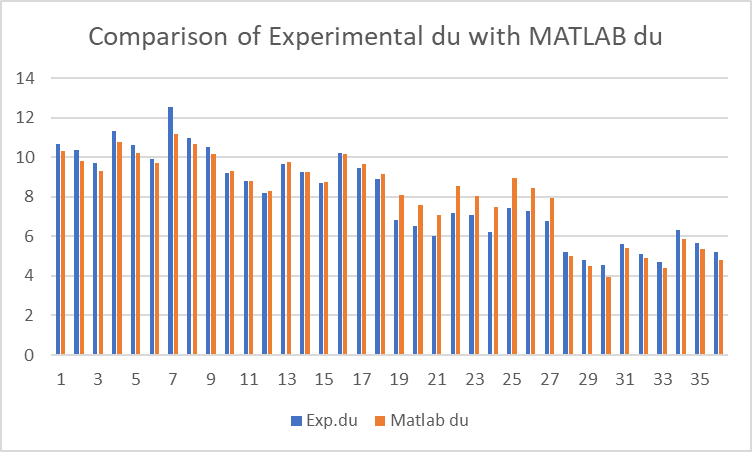 Comparison of Experimental du with MATLAB du
14
12
10
8
6
4
2
0
1 3 5 7 9 11 13 15 17 19 21 23 25 27 29 31 33 35
Exp.du Matlab du